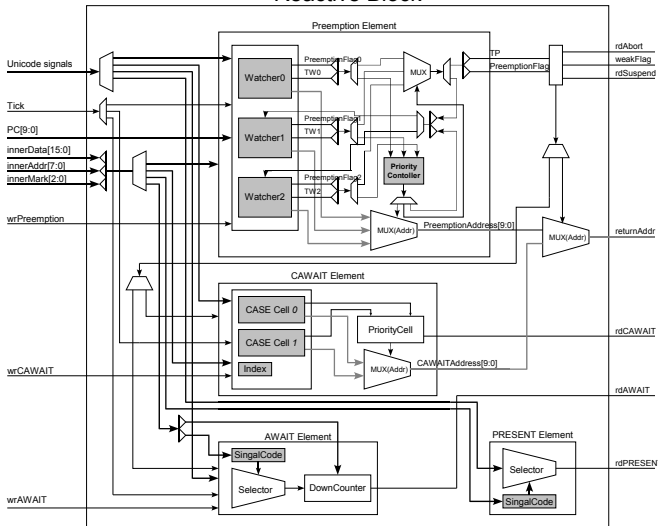 Reactive Block
Preemption Element
Unicode signals
Tick
PC[9:0]
innerData[15:0]
innerAddr[7:0]
innerMark[2:0]
wrPreemption
Watcher0
Watcher1
Watcher2
PreemptionFlag0
TW0
PreemptionFlag1
TW1
PreemptionFlag2
TW2
MUX
Priority
Contoller
MUX(Addr)
TP
PreemptionFlag
PreemptionAddress[9:0]
MUX(Addr)
rdAbort
weakFlag
rdSuspend
returnAddr
CAWAIT Element
CASE Cell 0
CASE Cell 1
Index
PriorityCell
MUX(Addr)
CAWAITAddress[9:0]
wrCAWAIT
rdCAWAIT
rdAWAIT
AWAIT Element
SingalCode
Selector
DownCounter
wrAWAIT
PRESENT Element
Selector
SingalCode
rdPRESENT